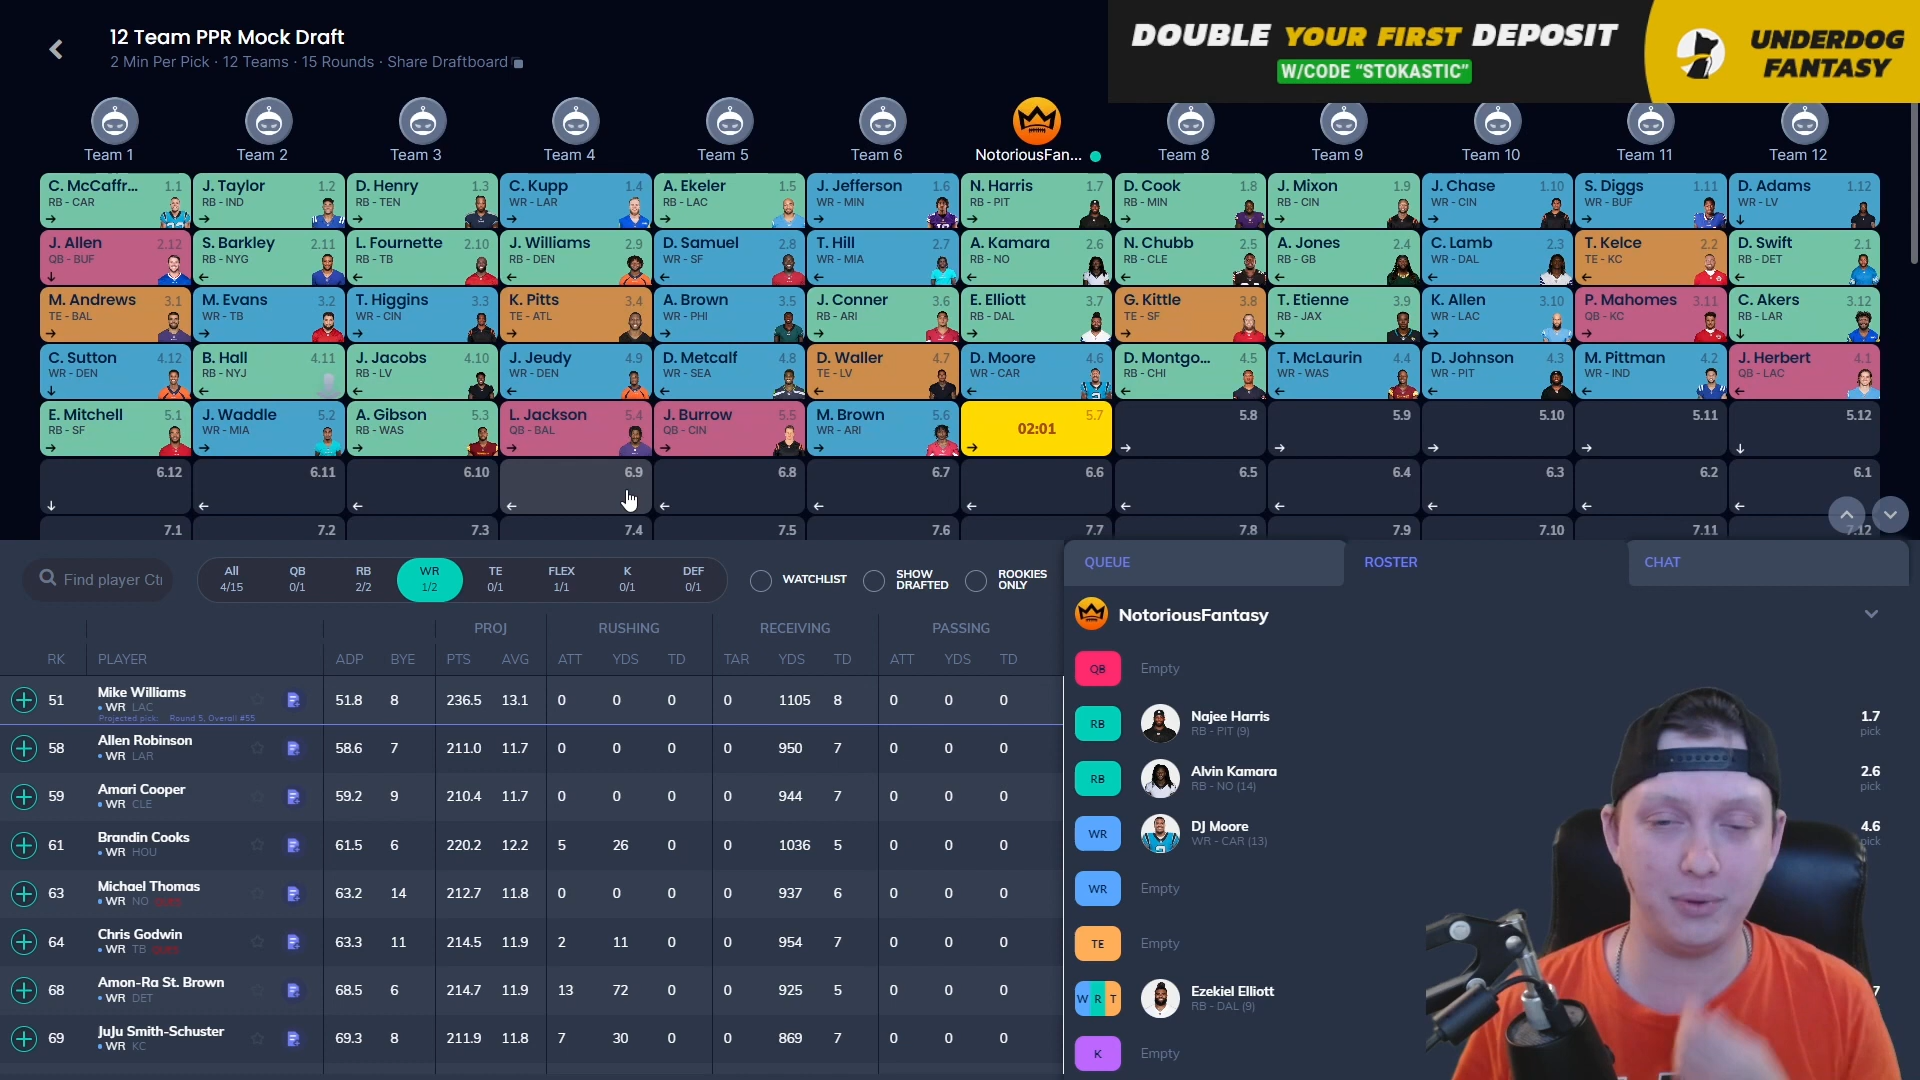 12 Team PPR Mock Draft
2 Min Per Pick · 12 Teams · 15 Rounds · Share Draftboard
DOUBLE YOUR FIRST DEPOSIT
W/CODE "STOKASTIC"
UNDERDOG
FANTASY
Team 1 Team 2 Team 3 Team 4 Team 5 Team 6 NotoriousFan... Team 8 Team 9 Team 10 Team 11 Team 12
C. McCaffr... 1.1 J. Taylor 1.2 D. Henry 1.3 C. Kupp 1.4 A. Ekeler 1.5 J. Jefferson 1.6 N. Harris 1.7 D. Cook 1.8 J. Mixon 1.9 J. Chase 1.10 S. Diggs 1.11 D. Adams 1.12
RB - CAR RB - IND RB - TEN WR - LAR RB - LAC WR - MIN RB - PIT RB - MIN RB - CIN WR - CIN WR - BUF WR - LV
J. Allen 2.12 S. Barkley 2.11 L. Fournette 2.10 J. Williams 2.9 D. Samuel 2.8 T. Hill 2.7 A. Kamara 2.6 N. Chubb 2.5 A. Jones 2.4 C. Lamb 2.3 T. Kelce 2.2 D. Swift 2.1
QB - BUF RB - NYG RB - TB RB - DEN WR - SF WR - MIA RB - NO RB - CLE RB - GB WR - DAL TE - KC RB - DET
M. Andrews 3.1 M. Evans 3.2 T. Higgins 3.3 K. Pitts 3.4 A. Brown 3.5 J. Conner 3.6 E. Elliott 3.7 G. Kittle 3.8 T. Etienne 3.9 K. Allen 3.10 P. Mahomes 3.11 C. Akers 3.12
TE - BAL WR - TB WR - CIN TE - ATL WR - PHI RB - ARI RB - DAL TE - SF RB - JAX WR - LAC QB - KC RB - LAR
C. Sutton 4.12 B. Hall 4.11 J. Jacobs 4.10 J. Jeudy 4.9 D. Metcalf 4.8 D. Waller 4.7 D. Moore 4.6 D. Montgo... 4.5 T. McLaurin 4.4 D. Johnson 4.3 M. Pittman 4.2 J. Herbert 4.1
WR - DEN RB - NYJ RB - LV WR - DEN WR - SEA TE - LV WR - CAR RB - CHI WR - WAS WR - PIT WR - IND QB - LAC
E. Mitchell 5.1 J. Waddle 5.2 A. Gibson 5.3 L. Jackson 5.4 J. Burrow 5.5 M. Brown 5.6 5.7 5.8 5.9 5.10 5.11 5.12
RB - SF WR - MIA RB - WAS QB - BAL QB - CIN WR - ARI 02:01
6.12 6.11 6.10 6.9 6.8 6.7 6.6 6.5 6.4 6.3 6.2 6.1
7.1 7.2 7.3 7.4 7.5 7.6 7.7 7.8 7.9 7.10 7.11 7.12
Find player
All QB RB WR TE FLEX K DEF
4/15 0/1 2/2 1/2 0/1 1/1 0/1 0/1
WATCHLIST
SHOW DRAFTED
ROOKIES ONLY
PROJ RUSHING RECEIVING PASSING
RK PLAYER ADP BYE PTS AVG ATT YDS TD TAR YDS TD ATT YDS TD
51 Mike Williams 51.8 8 236.5 13.1 0 0 0 0 1105 8 0 0 0
WR LAC
Projected pick: Round 5, Overall #55
58 Allen Robinson 58.6 7 211.0 11.7 0 0 0 0 950 7 0 0 0
WR LAR
59 Amari Cooper 59.2 9 210.4 11.7 0 0 0 0 944 7 0 0 0
WR CLE
61 Brandin Cooks 61.5 6 220.2 12.2 5 26 0 0 1036 5 0 0 0
WR HOU
63 Michael Thomas 63.2 14 212.7 11.8 0 0 0 0 937 6 0 0 0
WR NO
64 Chris Godwin 63.3 11 214.5 11.9 2 11 0 0 954 7 0 0 0
WR TB
68 Amon-Ra St. Brown 68.5 6 214.7 11.9 13 72 0 0 925 5 0 0 0
WR DET
69 JuJu Smith-Schuster 69.3 8 211.9 11.8 7 30 0 0 869 7 0 0 0
WR KC
QUEUE ROSTER CHAT
NotoriousFantasy
QB Empty
RB Najee Harris 1.7
RB - PIT (9) pick
RB Alvin Kamara 2.6
RB - NO (14) pick
WR DJ Moore 4.6
WR - CAR (13) pick
WR Empty
TE Empty
W R T Ezekiel Elliott
RB - DAL (9)
K Empty